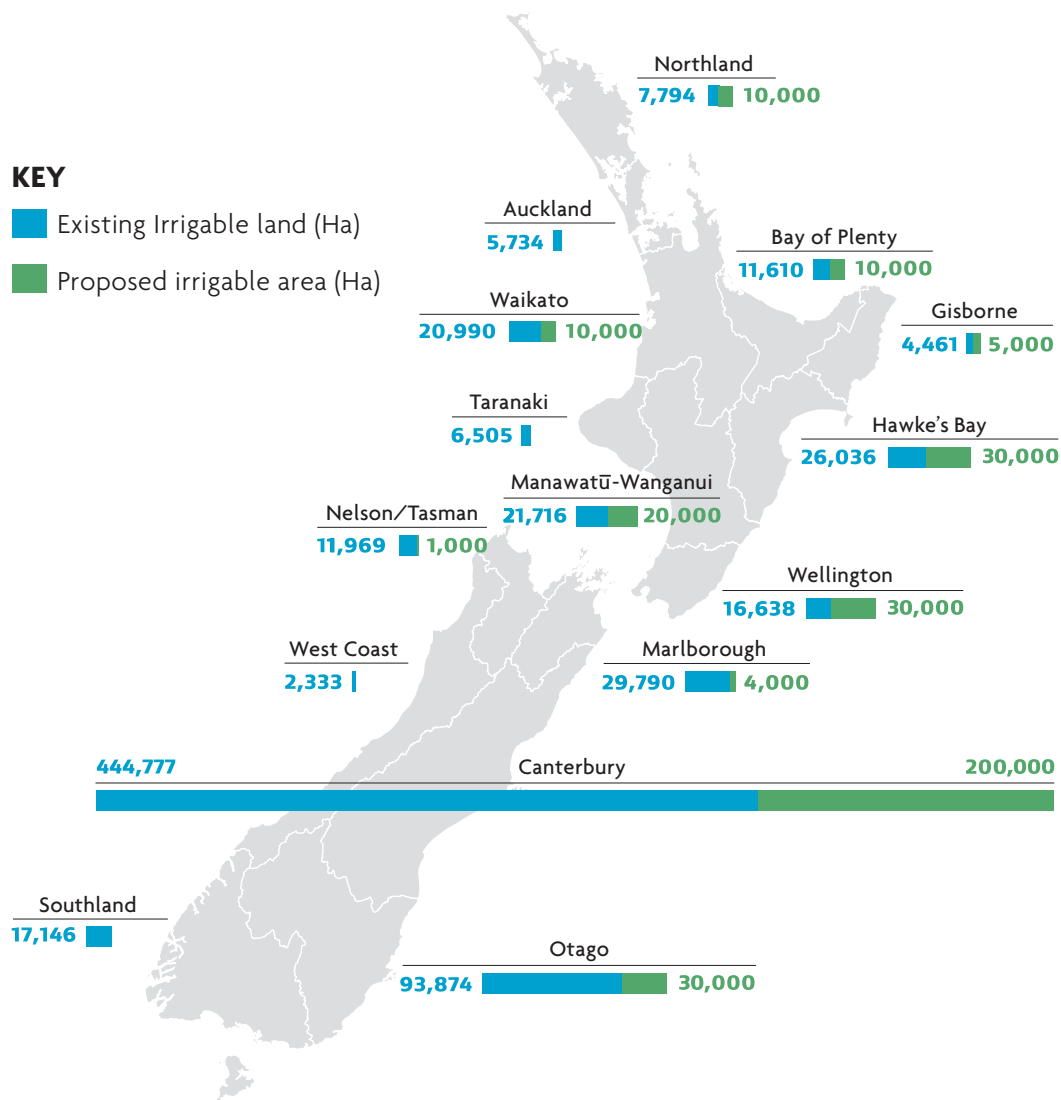 Northland
7,794 10,000
KEY
Existing Irrigable land (Ha)
Proposed irrigable area (Ha)
Auckland
5,734
Bay of Plenty
11,610 10,000
Waikato
20,990 10,000
Gisborne
4,461 5,000
Taranaki
6,505
Hawke’s Bay
26,036 30,000
Manawatū-Wanganui
21,716 20,000
Nelson/Tasman
11,969 1,000
Wellington
16,638 30,000
West Coast
2,333
Marlborough
29,790 4,000
444,777 Canterbury 200,000
Southland
17,146
Otago
93,874 30,000